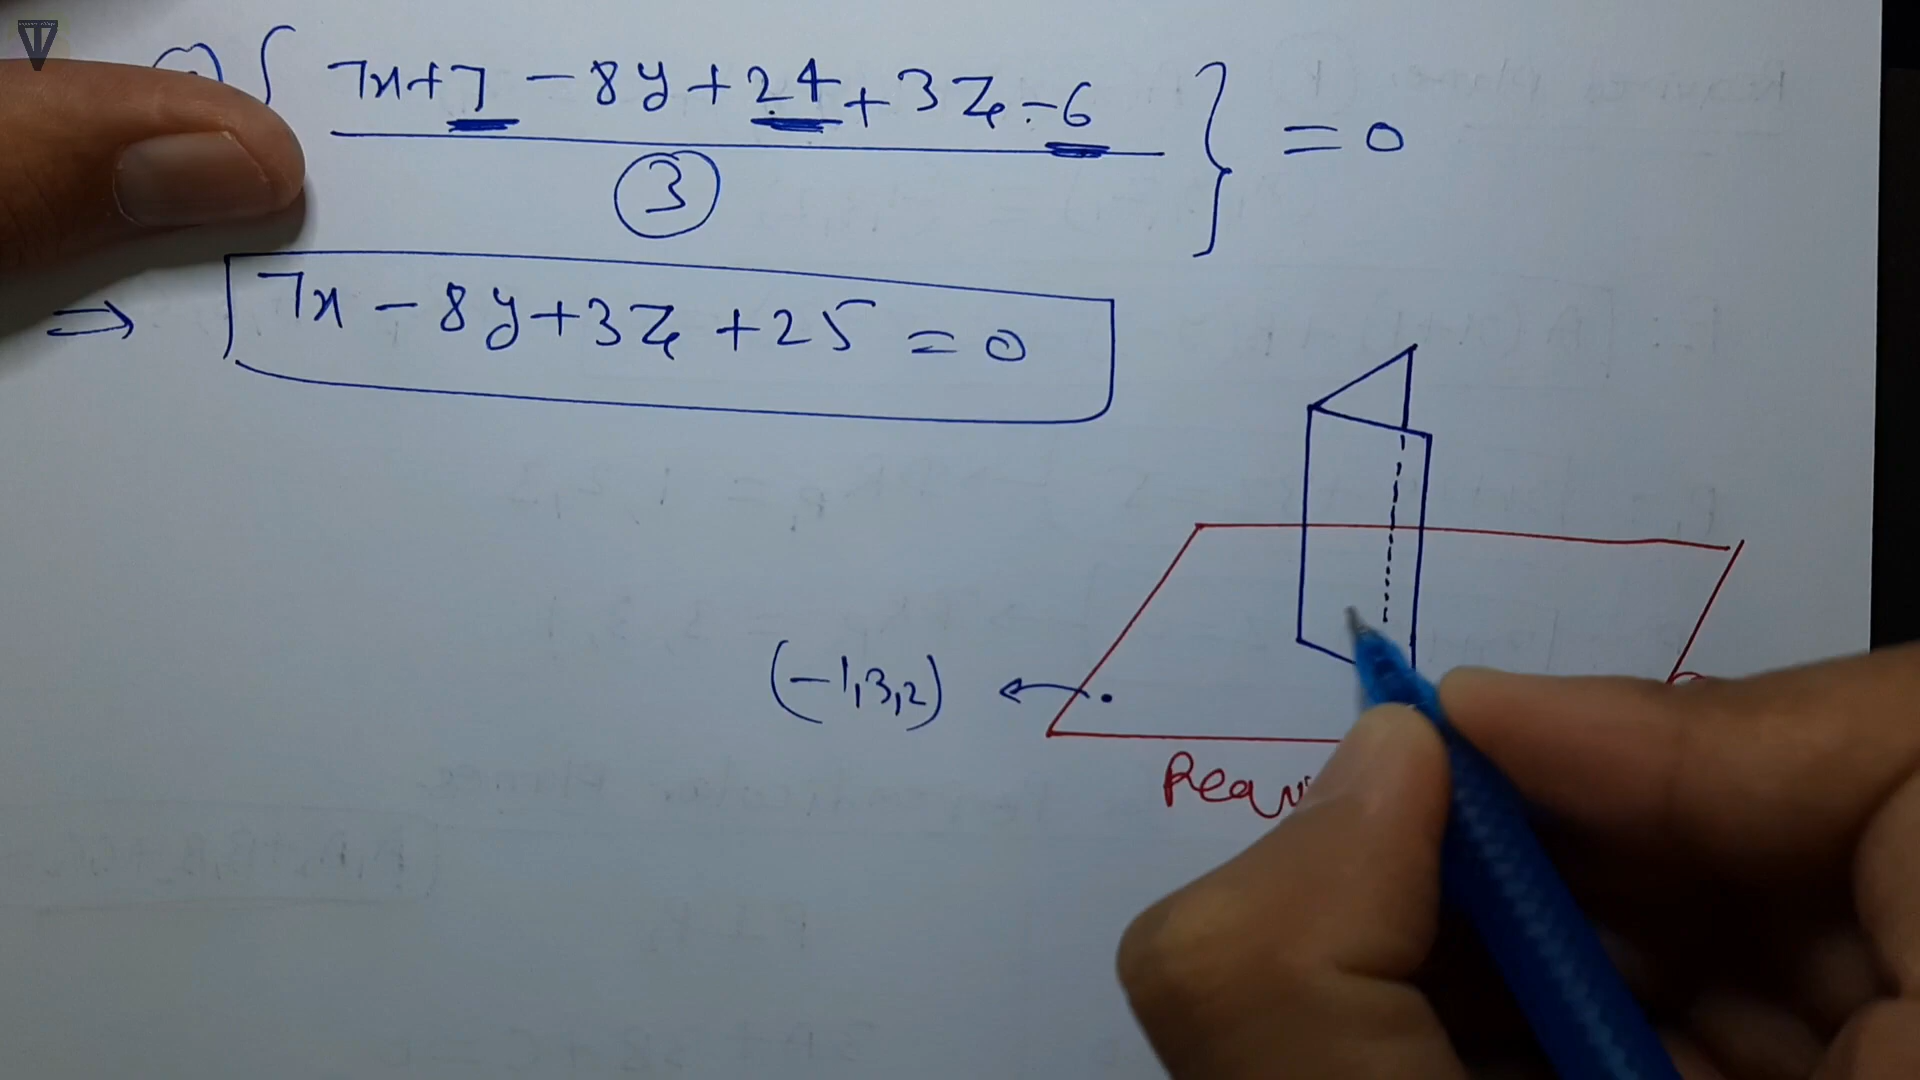 7x+7 - 8y+24+3z-6 } = 0
3
⇒ 7x - 8y+3z +25 = 0
(-1,3,2) ←